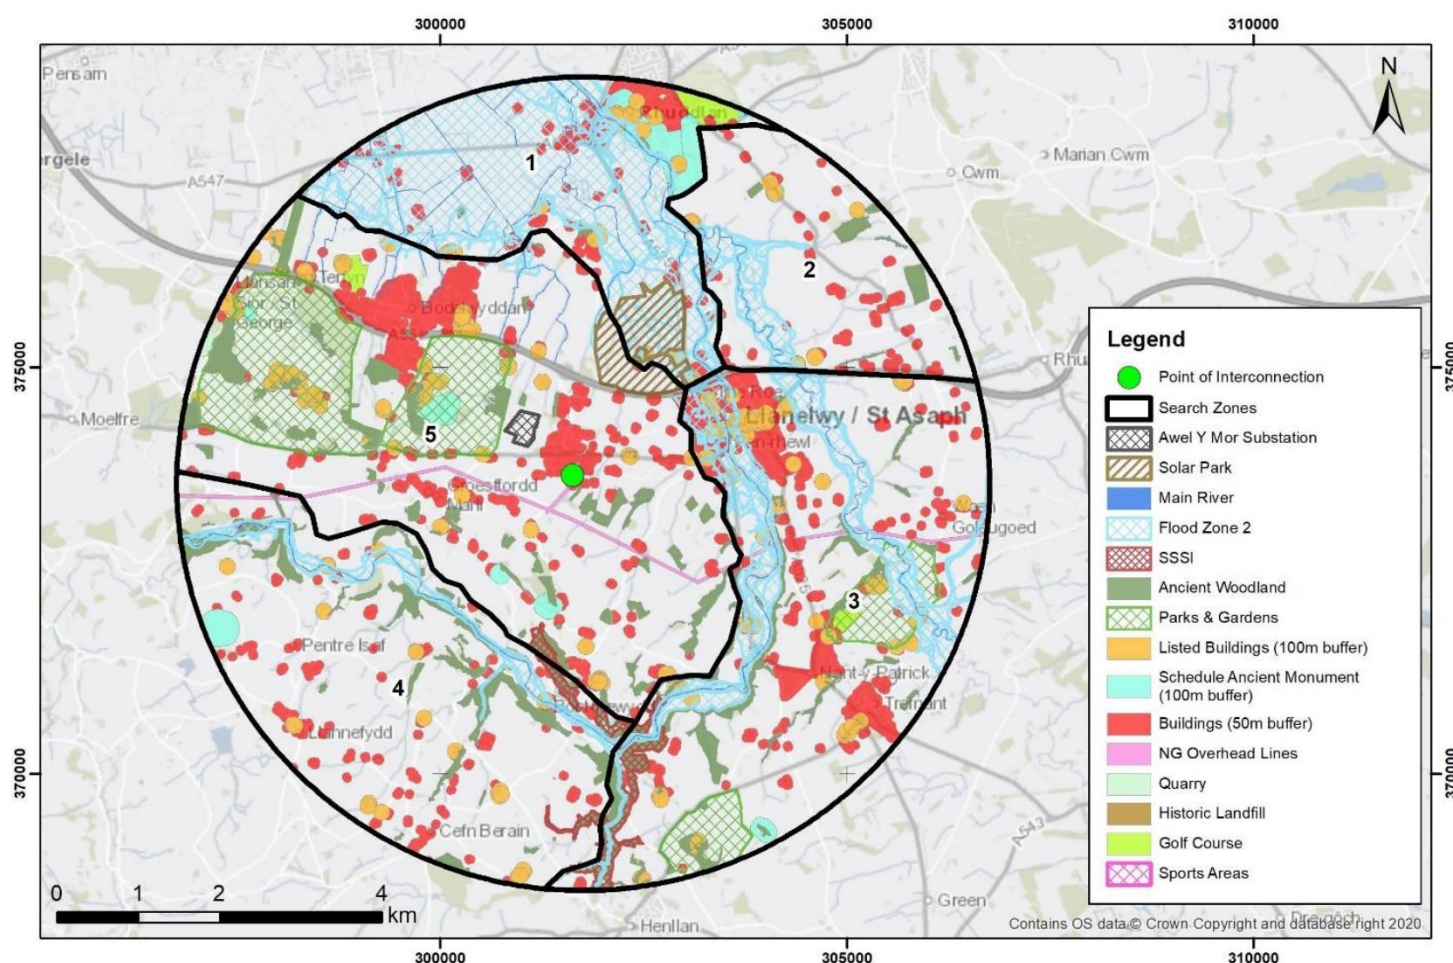 300000
305000
310000
Pensarn
Rhuddlan
N
ergele
A547
1
Marian Cwm
Cwm
2
Bodelwyddan
St
George
Legend
375000
Point of Interconnection
Search Zones
Moelfre
Llanelwy / St Asaph
Awel Y Mor Substation
5
Solar Park
Main River
Groesffordd
Marli
Flood Zone 2
SSSI
Ancient Woodland
3
Parks & Gardens
Pentre Isaf
Listed Buildings (100m buffer)
4
Nant-y-Patrick
Schedule Ancient Monument
(100m buffer)
Trefnant
Llannefydd
Buildings (50m buffer)
NG Overhead Lines
370000
370000
Quarry
Historic Landfill
Cefn Berain
A543
Golf Course
Sports Areas
0 1 2 4
km
Green
Henllan
Contains OS data © Crown Copyright and database right 2020
300000
305000
310000